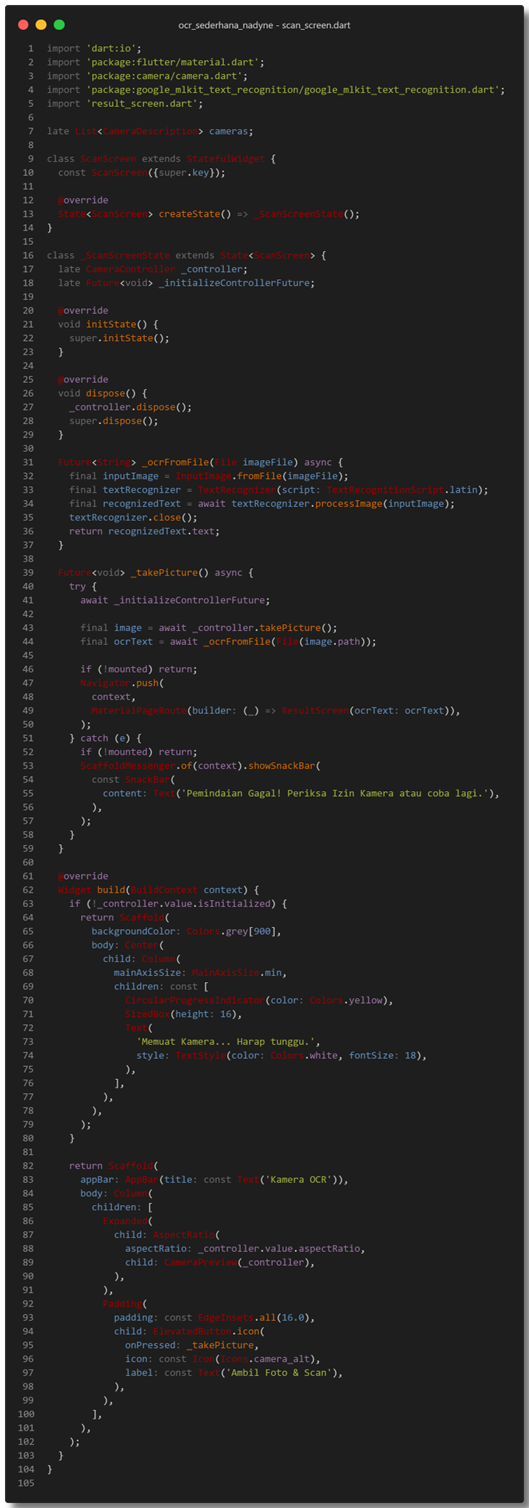 ocr_sederhana_nadyne - scan_screen.dart
1 import 'dart:io';
2 import 'package:flutter/material.dart';
3 import 'package:camera/camera.dart';
4 import 'package:google_mlkit_text_recognition/google_mlkit_text_recognition.dart';
5 import 'result_screen.dart';
6
7 late List<CameraDescription> cameras;
8
9 class ScanScreen extends StatefulWidget {
10   const ScanScreen({super.key});
11
12   @override
13   State<ScanScreen> createState() => _ScanScreenState();
14 }
15
16 class _ScanScreenState extends State<ScanScreen> {
17   late CameraController _controller;
18   late Future<void> _initializeControllerFuture;
19
20   @override
21   void initState() {
22     super.initState();
23   }
24
25   @override
26   void dispose() {
27     _controller.dispose();
28     super.dispose();
29   }
30
31   Future<String> _ocrFromFile(File imageFile) async {
32     final inputImage = InputImage.fromFile(imageFile);
33     final textRecognizer = TextRecognizer(script: TextRecognitionScript.latin);
34     final recognizedText = await textRecognizer.processImage(inputImage);
35     textRecognizer.close();
36     return recognizedText.text;
37   }
38
39   Future<void> _takePicture() async {
40     try {
41       await _initializeControllerFuture;
42
43       final image = await _controller.takePicture();
44       final ocrText = await _ocrFromFile(File(image.path));
45
46       if (!mounted) return;
47       Navigator.push(
48         context,
49         MaterialPageRoute(builder: (_) => ResultScreen(ocrText: ocrText)),
50       );
51     } catch (e) {
52       if (!mounted) return;
53       ScaffoldMessenger.of(context).showSnackBar(
54         const SnackBar(
55           content: Text('Pemindaian Gagal! Periksa Izin Kamera atau coba lagi.'),
56         ),
57       );
58     }
59   }
60
61   @override
62   Widget build(BuildContext context) {
63     if (!_controller.value.isInitialized) {
64       return Scaffold(
65         backgroundColor: Colors.grey[900],
66         body: Center(
67           child: Column(
68             mainAxisSize: MainAxisSize.min,
69             children: const [
70               CircularProgressIndicator(color: Colors.yellow),
71               SizedBox(height: 16),
72               Text(
73                 'Memuat Kamera... Harap tunggu.',
74                 style: TextStyle(color: Colors.white, fontSize: 18),
75               ),
76             ],
77           ),
78         ),
79       );
80     }
81
82     return Scaffold(
83       appBar: AppBar(title: const Text('Kamera OCR')),
84       body: Column(
85         children: [
86           Expanded(
87             child: AspectRatio(
88               aspectRatio: _controller.value.aspectRatio,
89               child: CameraPreview(_controller),
90             ),
91           ),
92           Padding(
93             padding: const EdgeInsets.all(16.0),
94             child: ElevatedButton.icon(
95               onPressed: _takePicture,
96               icon: const Icon(Icons.camera_alt),
97               label: const Text('Ambil Foto & Scan'),
98             ),
99           ),
100         ],
101       ),
102     );
103   }
104 }
105